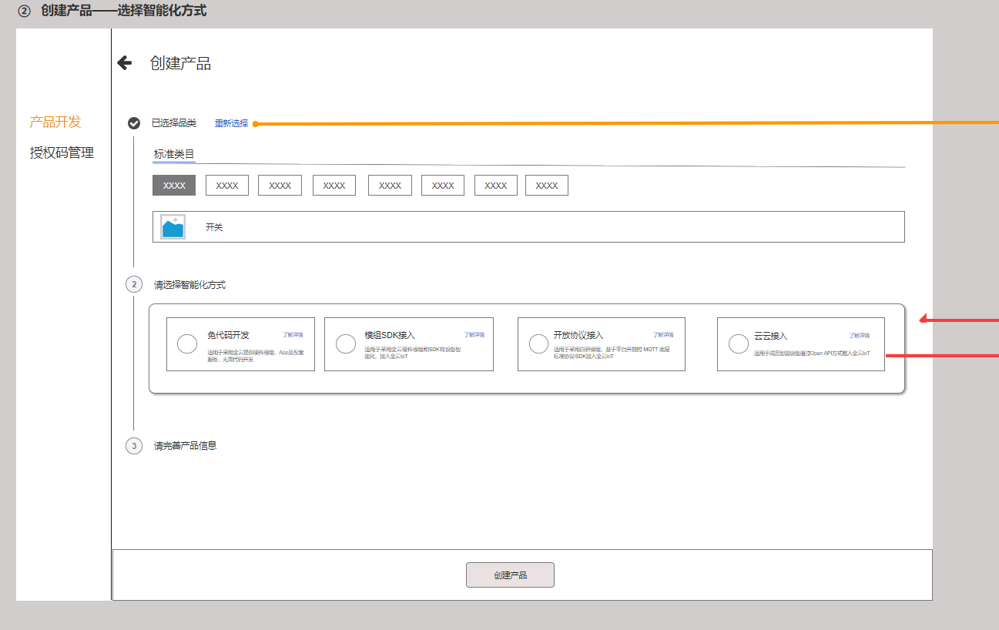 ② 创建产品——选择智能化方式
创建产品
产品开发
授权码管理
已选择品类 重新选择
标准类目
XXXX XXXX XXXX XXXX XXXX XXXX XXXX XXXX
开关
2 请选择智能化方式
免代码开发 了解详情
适用于采用金云提供硬件模组、App及配套
服务，无需代码开发
模组SDK接入 了解详情
适用于采用金云硬件模组和SDK将设备智
能化，接入金云IoT
开放协议接入 了解详情
适用于采用自研模组，基于平台开放的 MQTT 底层
标准协议/SDK接入金云IoT
云云接入 了解详情
适用于成品智能设备通过Open API方式融入金云IoT
3 请完善产品信息
创建产品